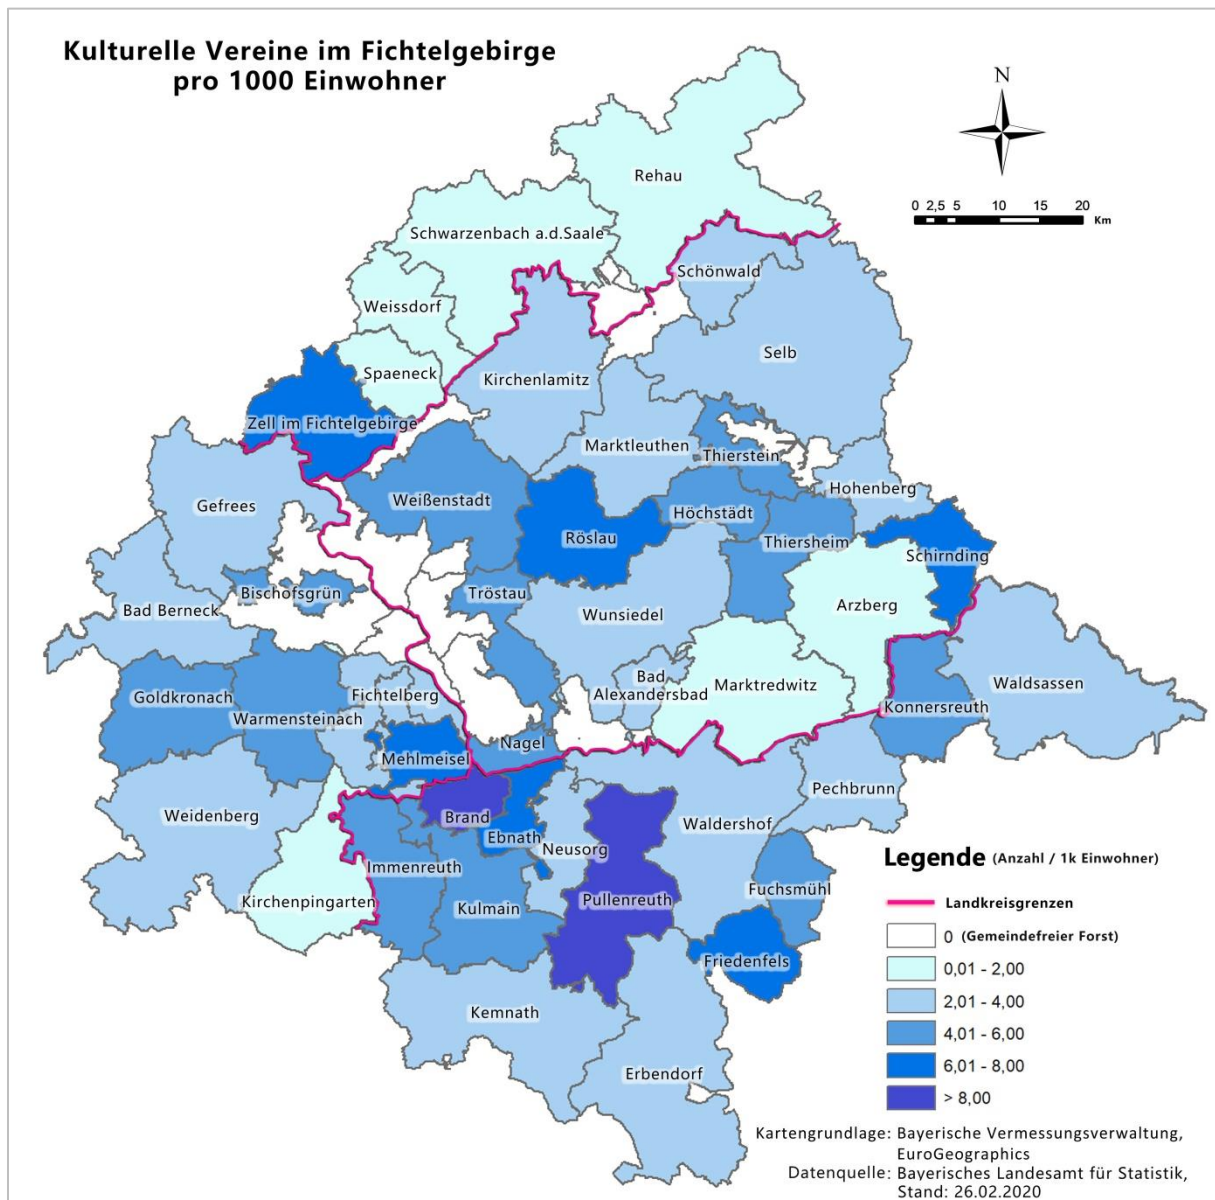 Kulturelle Vereine im Fichtelgebirge
pro 1000 Einwohner
N
0 2,5 5 10 15 20
Km
Rehau
Schwarzenbach a.d.Saale
Schönwald
Weissdorf
Selb
Spaeneck
Kirchenlamitz
Zell im Fichtelgebirge
Marktleuthen
Thierstein
Hohenberg
Weißenstadt
Gefrees
Höchstädt
Röslau
Thiersheim
Schirnding
Bischofsgrün
Tröstau
Arzberg
Bad Berneck
Wunsiedel
Bad
Alexandersbad
Marktredwitz
Waldsassen
Fichtelberg
Goldkronach
Konnersreuth
Warmensteinach
Nagel
Mehlmeisel
Pechbrunn
Weidenberg
Brand
Waldershof
Ebnath
Neusorg
Immenreuth
Fuchsmühl
Kirchenpingarten
Pullenreuth
Kulmain
Friedenfels
Kemnath
Erbendorf
Legende (Anzahl / 1k Einwohner)
Landkreisgrenzen
0 (Gemeindefreier Forst)
0,01 - 2,00
2,01 - 4,00
4,01 - 6,00
6,01 - 8,00
> 8,00
Kartengrundlage: Bayerische Vermessungsverwaltung,
EuroGeographics
Datenquelle: Bayerisches Landesamt für Statistik,
Stand: 26.02.2020